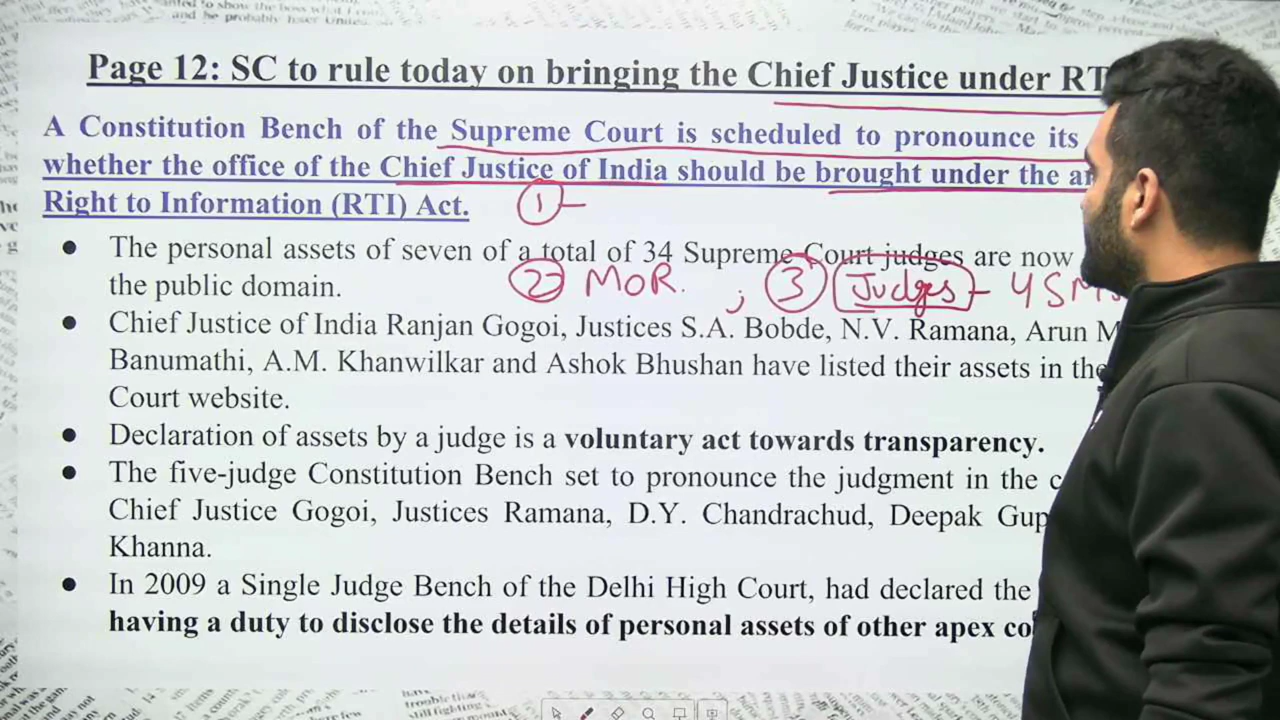 Page 12: SC to rule today on bringing the Chief Justice under RT
A Constitution Bench of the Supreme Court is scheduled to pronounce its
whether the office of the Chief Justice of India should be brought under the
Right to Information (RTI) Act.
1 -
● The personal assets of seven of a total of 34 Supreme Court judges are now
the public domain.
2 MOR. ; 3 Judges - 4 SM
● Chief Justice of India Ranjan Gogoi, Justices S.A. Bobde, N.V. Ramana, Arun M
Banumathi, A.M. Khanwilkar and Ashok Bhushan have listed their assets in the
Court website.
● Declaration of assets by a judge is a voluntary act towards transparency.
● The five-judge Constitution Bench set to pronounce the judgment in the c
Chief Justice Gogoi, Justices Ramana, D.Y. Chandrachud, Deepak Gup
Khanna.
● In 2009 a Single Judge Bench of the Delhi High Court, had declared the
having a duty to disclose the details of personal assets of other apex co